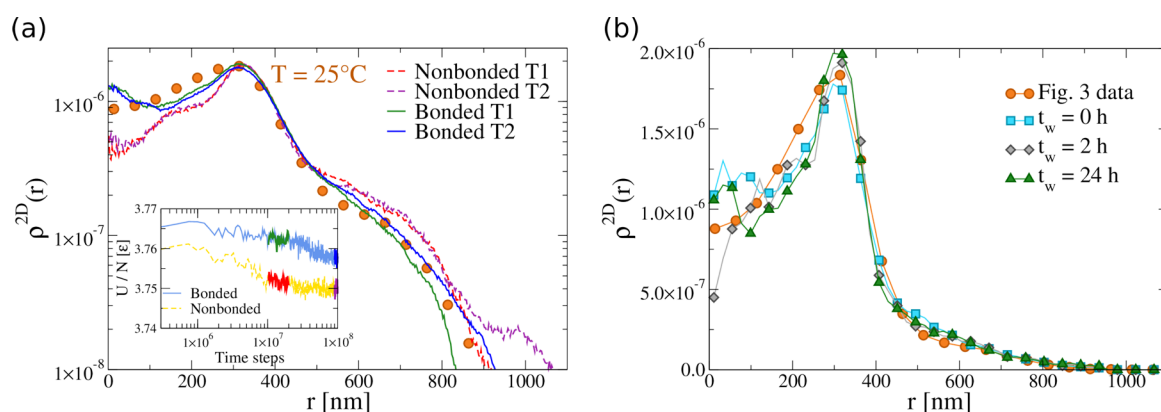 (a)
T = 25°C
Nonbonded T1
Nonbonded T2
Bonded T1
Bonded T2
1×10⁻⁶
1×10⁻⁷
1×10⁻⁸
ρ²ᴰ(r)
0 200 400 600 800 1000
r [nm]
3.77
3.76
3.75
3.74
U / N [ε]
Bonded
Nonbonded
1×10⁶ 1×10⁷ 1×10⁸
Time steps
(b)
Fig. 3 data
t_w = 0 h
t_w = 2 h
t_w = 24 h
2.0×10⁻⁶
1.5×10⁻⁶
1.0×10⁻⁶
5.0×10⁻⁷
0.0
ρ²ᴰ(r)
0 200 400 600 800 1000
r [nm]